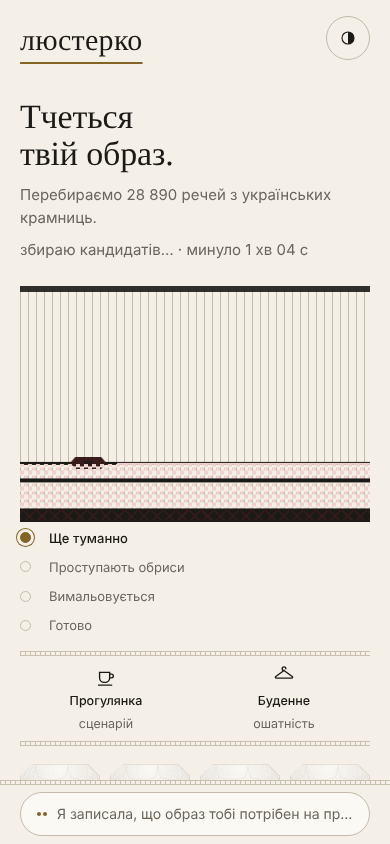 люстерко
Тчеться
твій образ.
Перебираємо 28 890 речей з українських
крамниць.
збираю кандидатів... · минуло 1 хв 04 с
Ще туманно
Проступають обриси
Вимальовується
Готово
Прогулянка
сценарій
Буденне
ошатність
Я записала, що образ тобі потрібен на пр...